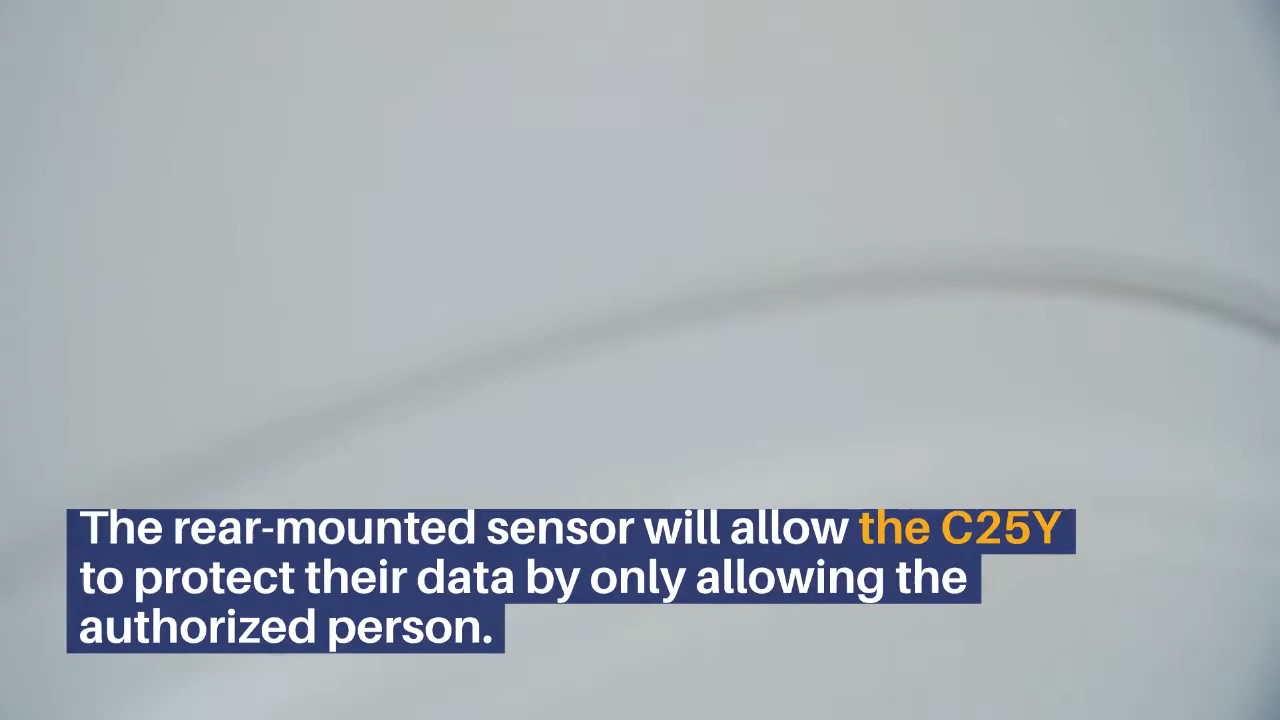 The rear-mounted sensor will allow the C25Y
to protect their data by only allowing the
authorized person.